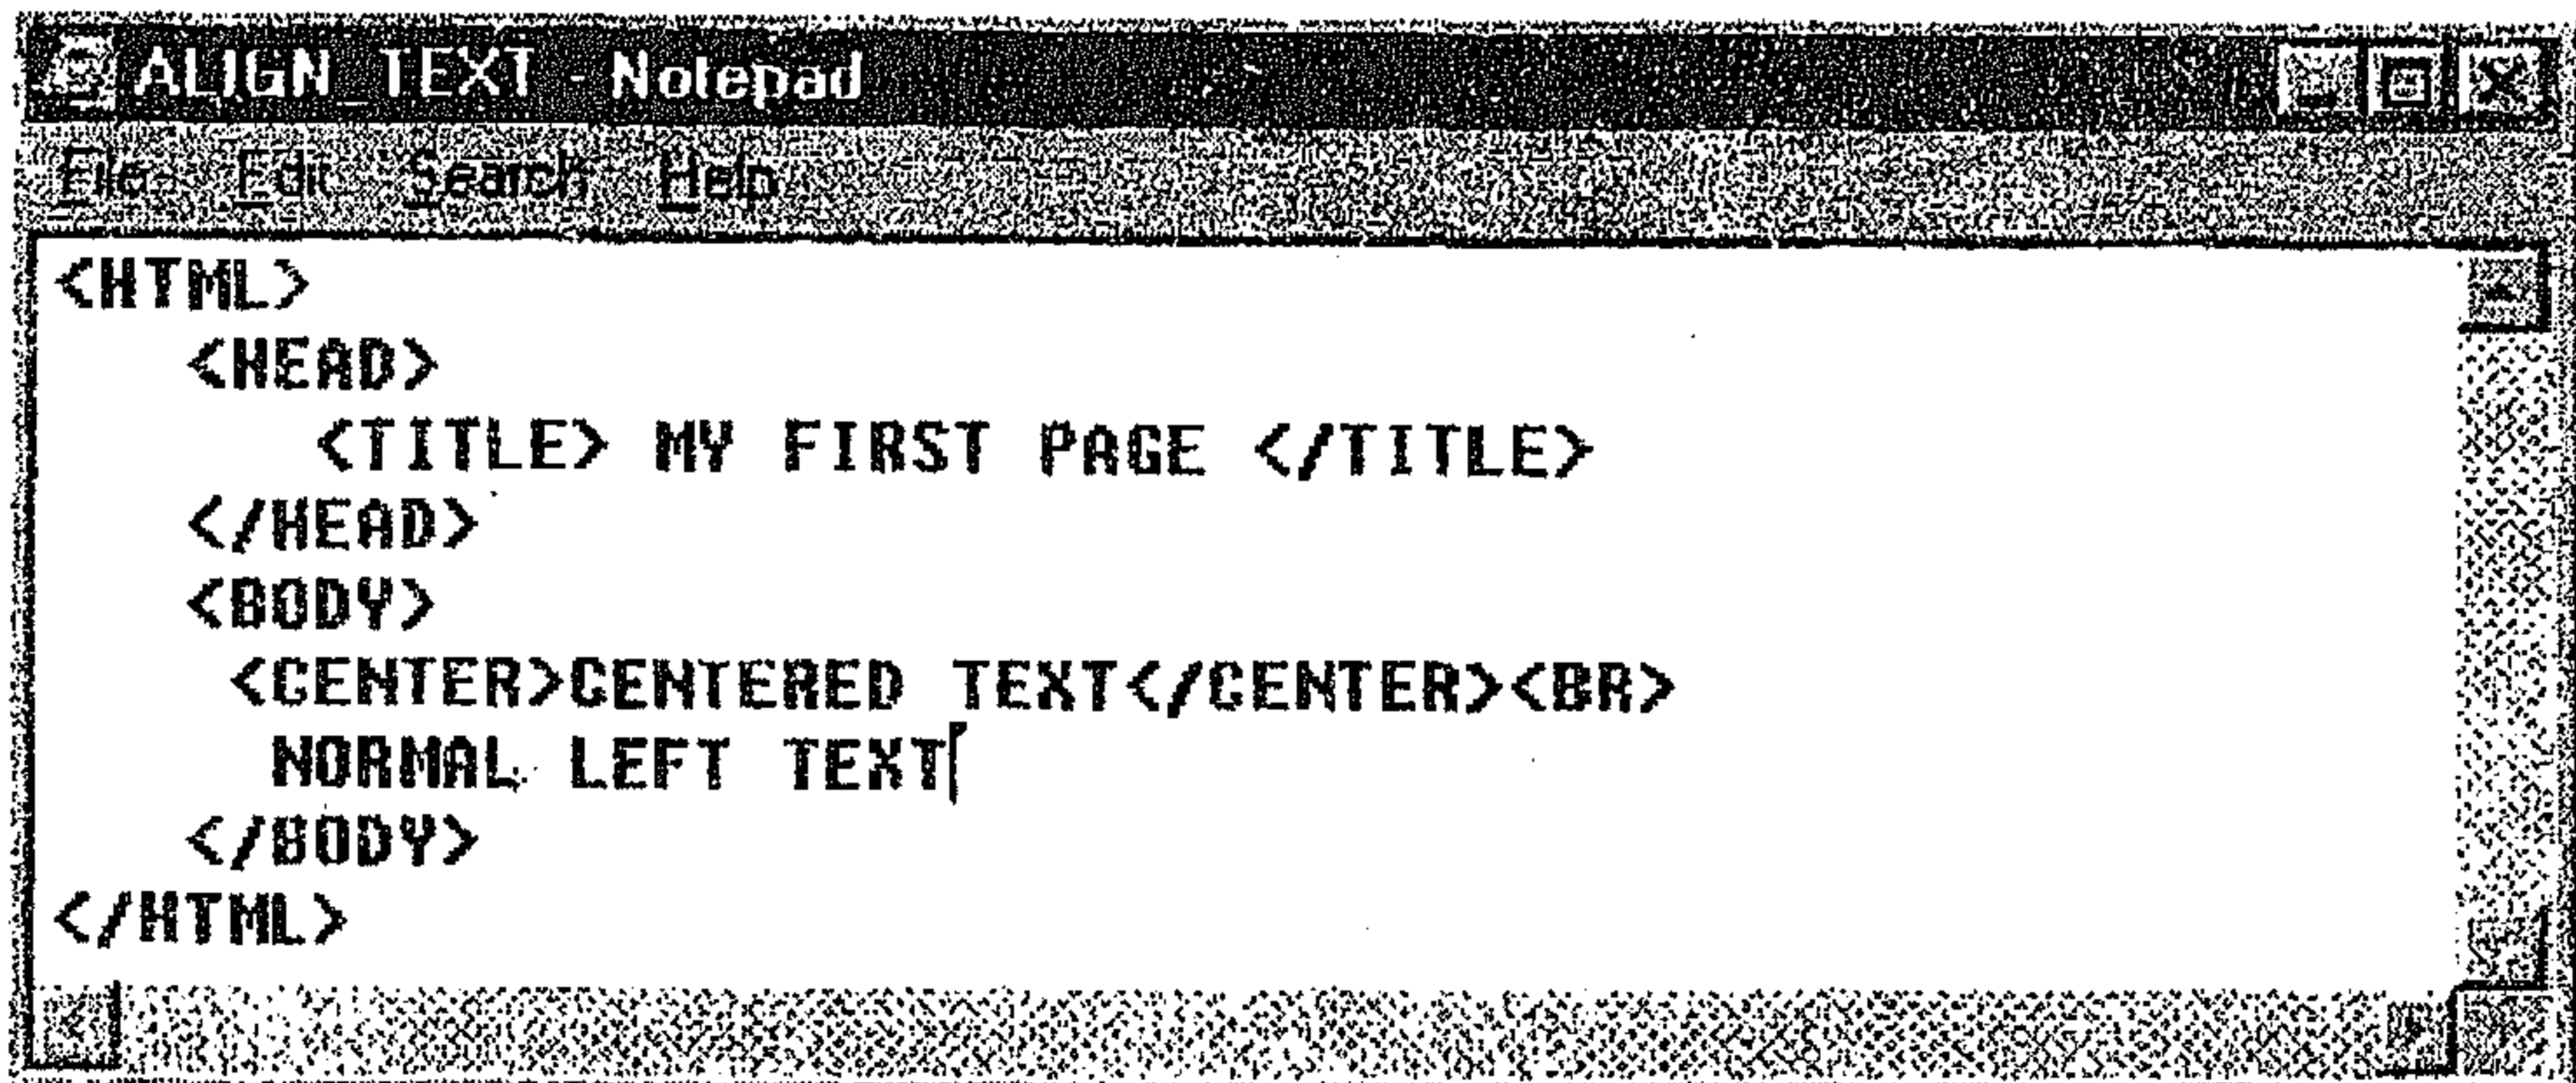 ALIGN_TEXT - Notepad
File Edit Search Help
<HTML>
<HEAD>
<TITLE> MY FIRST PAGE </TITLE>
</HEAD>
<BODY>
<CENTER>CENTERED TEXT</CENTER><BR>
NORMAL LEFT TEXT
</BODY>
</HTML>